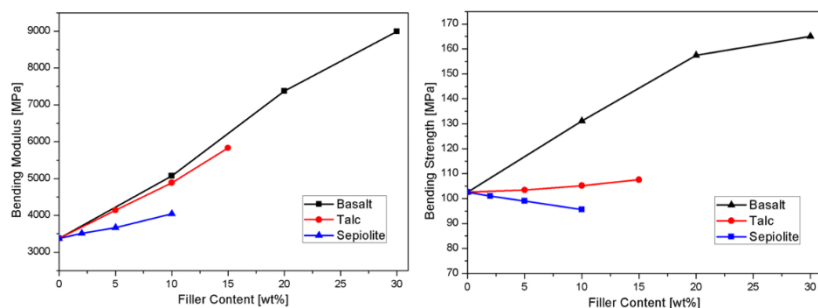 Bending Modulus [MPa]
9000
8000
7000
6000
5000
4000
3000
0 5 10 15 20 25 30
Filler Content [wt%]
Basalt
Talc
Sepiolite
Bending Strength [MPa]
170
160
150
140
130
120
110
100
90
80
70
0 5 10 15 20 25 30
Filler Content [wt%]
Basalt
Talc
Sepiolite